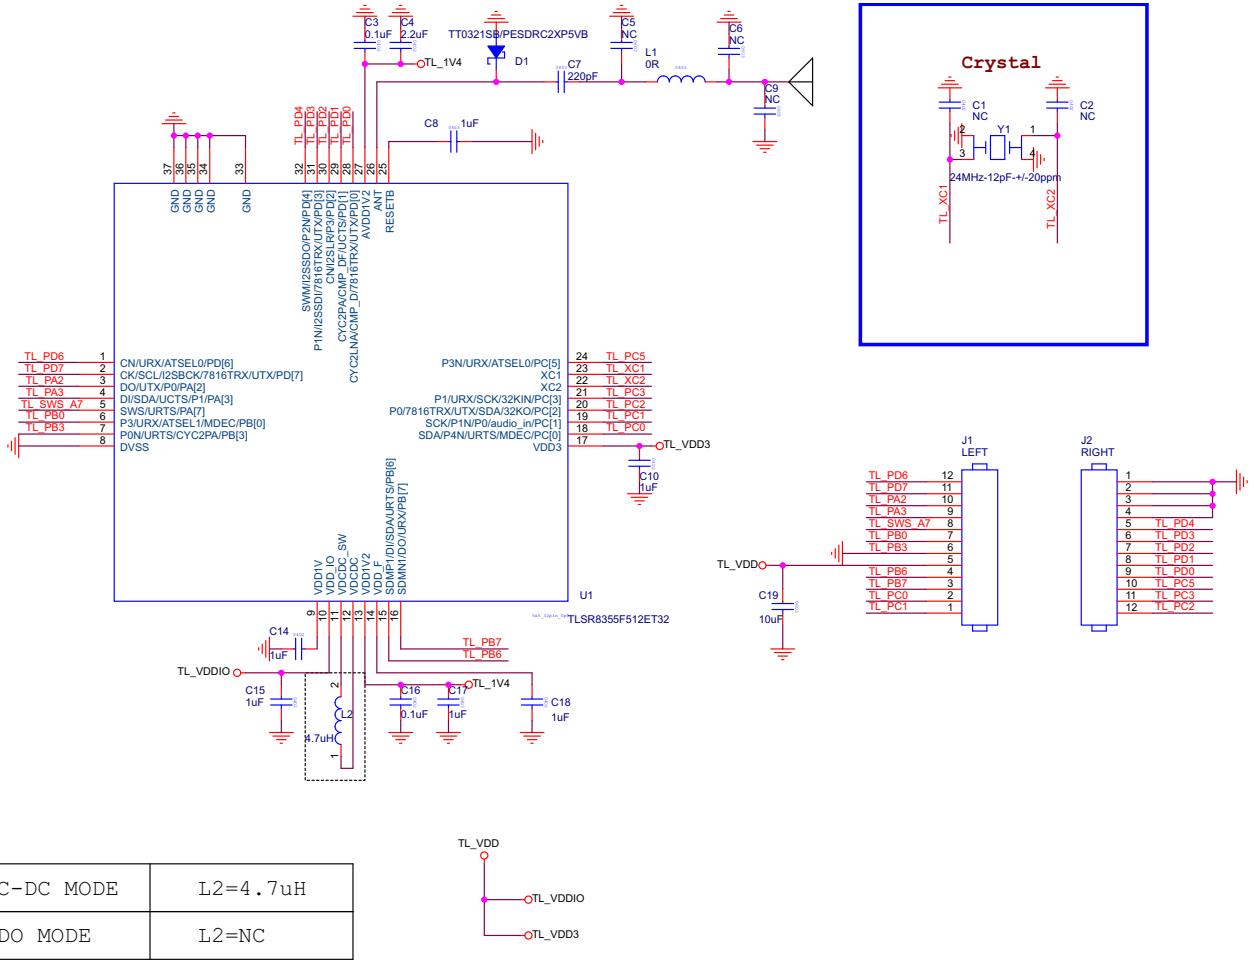 C3
0.1uF
C4
2.2uF
TL_1V4
TT0321SB/PESDRC2XP5VB
D1
C7
220pF
C5
NC
L1
0R
C6
NC
C9
NC
C8
1uF
TL_PD4
TL_PD3
TL_PD2
TL_PD1
TL_PD0
37
36
35
34
33
32
31
30
29
28
27
26
25
GND
GND
GND
GND
GND
SWM/I2SSDO/P2N/PD[4]
P1N/I2SSDI/7816TRX/UTX/PD[3]
CN/I2SLR/P3/PD[2]
CYC2PA/CMP_DF/UCTS/PD[1]
CYC2LNA/CMP_D/7816TRX/UTX/PD[0]
AVDD1V2
ANT
RESETB
TL_PD6 1 CN/URX/ATSEL0/PD[6]
TL_PD7 2 CK/SCL/I2SBCK/7816TRX/UTX/PD[7]
TL_PA2 3 DO/UTX/P0/PA[2]
TL_PA3 4 DI/SDA/UCTS/P1/PA[3]
TL_SWS_A7 5 SWS/URTS/PA[7]
TL_PB0 6 P3/URX/ATSEL1/MDEC/PB[0]
TL_PB3 7 P0N/URTS/CYC2PA/PB[3]
8 DVSS
P3N/URX/ATSEL0/PC[5] 24 TL_PC5
XC1 23 TL_XC1
XC2 22 TL_XC2
P1/URX/SCK/32KIN/PC[3] 21 TL_PC3
P0/7816TRX/UTX/SDA/32KO/PC[2] 20 TL_PC2
SCK/P1N/P0/audio_in/PC[1] 19 TL_PC1
SDA/P4N/URTS/MDEC/PC[0] 18 TL_PC0
VDD3 17 TL_VDD3
C10
1uF
VDD1V
VDD_IO
VDCDC_SW
VDCDC
VDD1V2
VDD_F
SDMP1/DI/SDA/URTS/PB[6]
SDMN1/DO/URX/PB[7]
9
10
11
12
13
14
15
16
U1
TLSR8355F512ET32
C14
1uF
TL_PB7
TL_PB6
TL_VDDIO
C15
1uF
2
L2
4.7uH
1
TL_1V4
C16
0.1uF
C17
1uF
C18
1uF
Crystal
C1
NC
C2
NC
2
3
Y1
1
4
24MHz-12pF-+/-20ppm
TL_XC1
TL_XC2
J1
LEFT
TL_PD6 12
TL_PD7 11
TL_PA2 10
TL_PA3 9
TL_SWS_A7 8
TL_PB0 7
TL_PB3 6
5
TL_PB6 4
TL_PB7 3
TL_PC0 2
TL_PC1 1
TL_VDD
C19
10uF
J2
RIGHT
1
2
3
4
5 TL_PD4
6 TL_PD3
7 TL_PD2
8 TL_PD1
9 TL_PD0
10 TL_PC5
11 TL_PC3
12 TL_PC2
TL_VDD
TL_VDDIO
TL_VDD3
C-DC MODE L2=4.7uH
DO MODE L2=NC